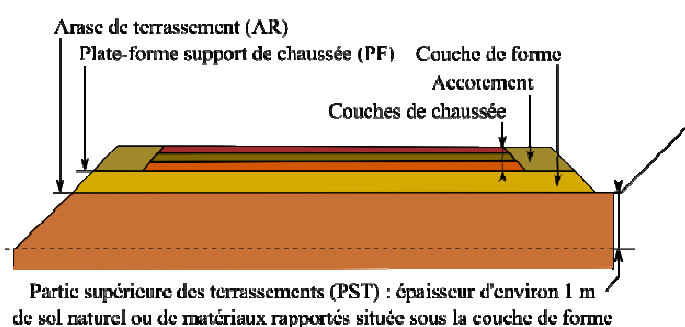 Arase de terrassement (AR)
Plate-forme support de chaussée (PF) Couche de forme
Accotement
Couches de chaussée
Partie supérieure des terrassements (PST) : épaisseur d'environ 1 m
de sol naturel ou de matériaux rapportés située sous la couche de forme